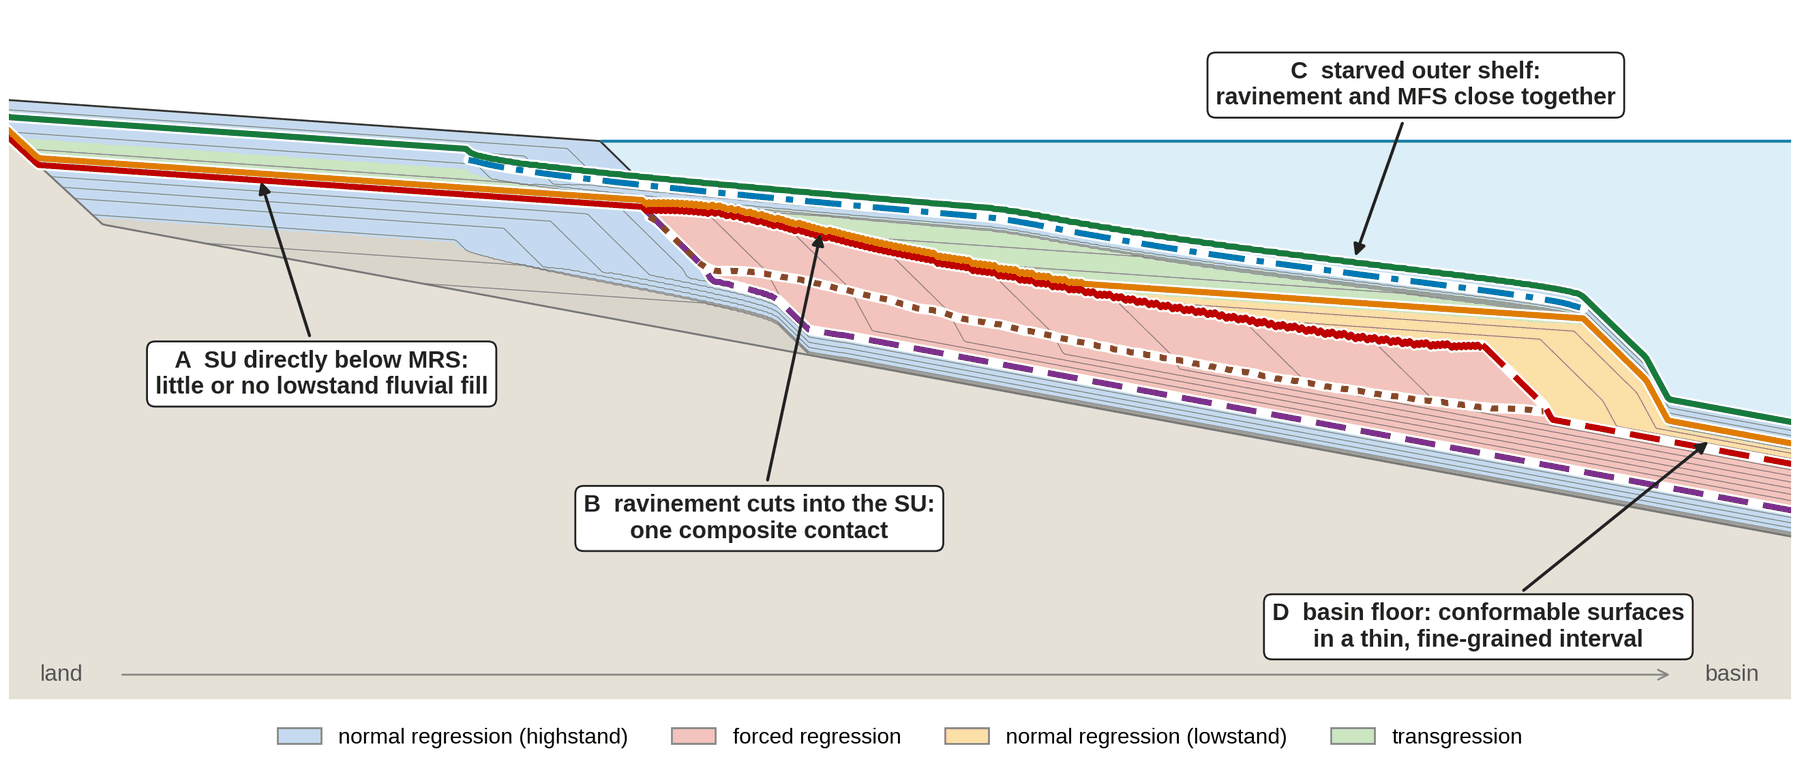 C starved outer shelf:
ravinement and MFS close together
A SU directly below MRS:
little or no lowstand fluvial fill
B ravinement cuts into the SU:
one composite contact
D basin floor: conformable surfaces
in a thin, fine-grained interval
land
basin
normal regression (highstand)
forced regression
normal regression (lowstand)
transgression